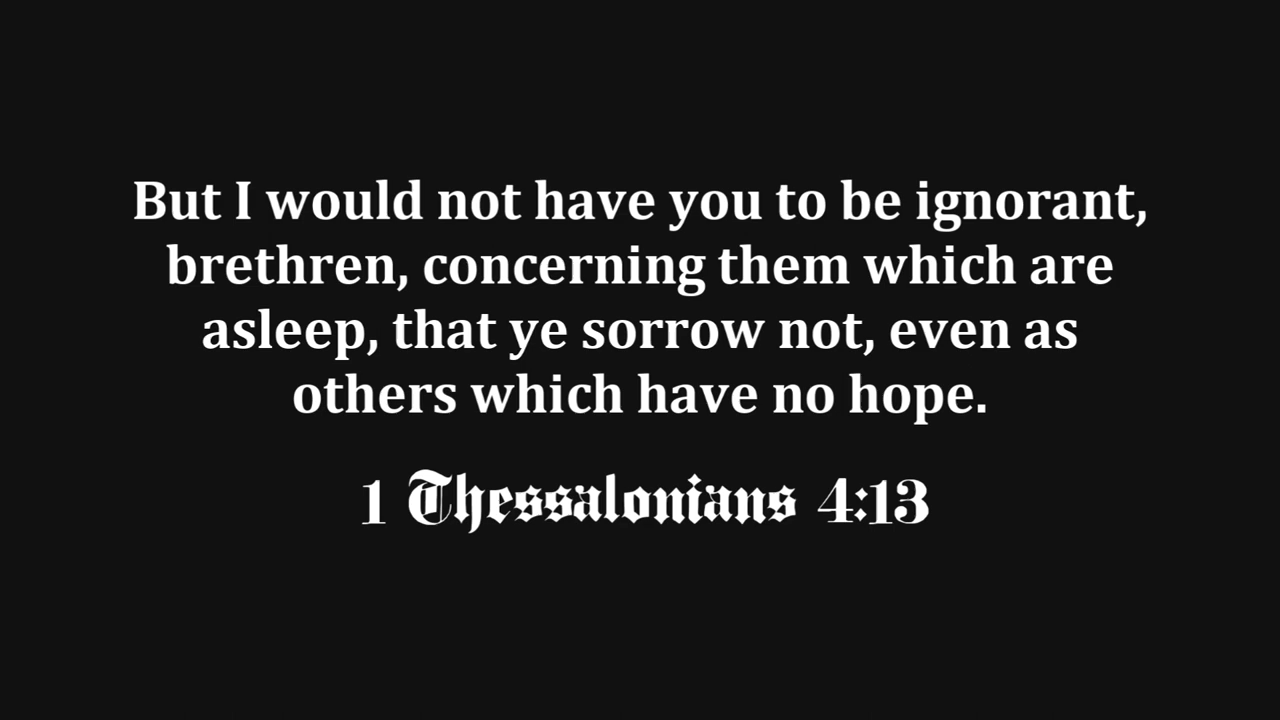 But I would not have you to be ignorant,
brethren, concerning them which are
asleep, that ye sorrow not, even as
others which have no hope.
1 Thessalonians 4:13